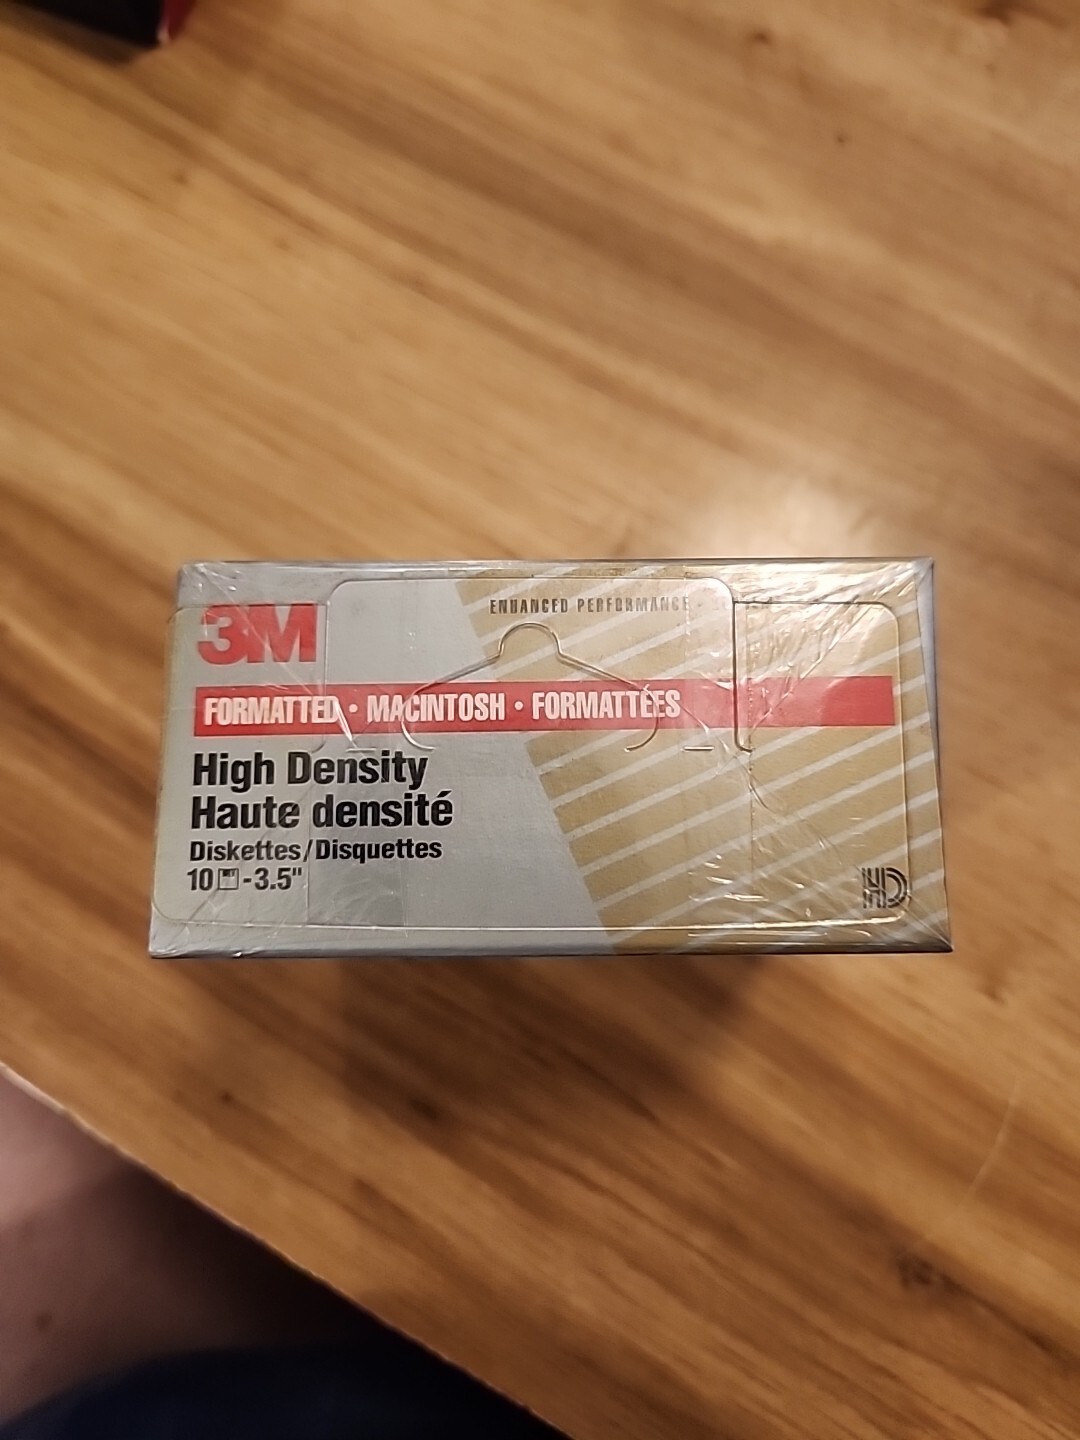 3M
ENHANCED PERFORMANCE
FORMATTED · MACINTOSH · FORMATTÉES
High Density
Haute densité
Diskettes/Disquettes
10 -3.5"
HD